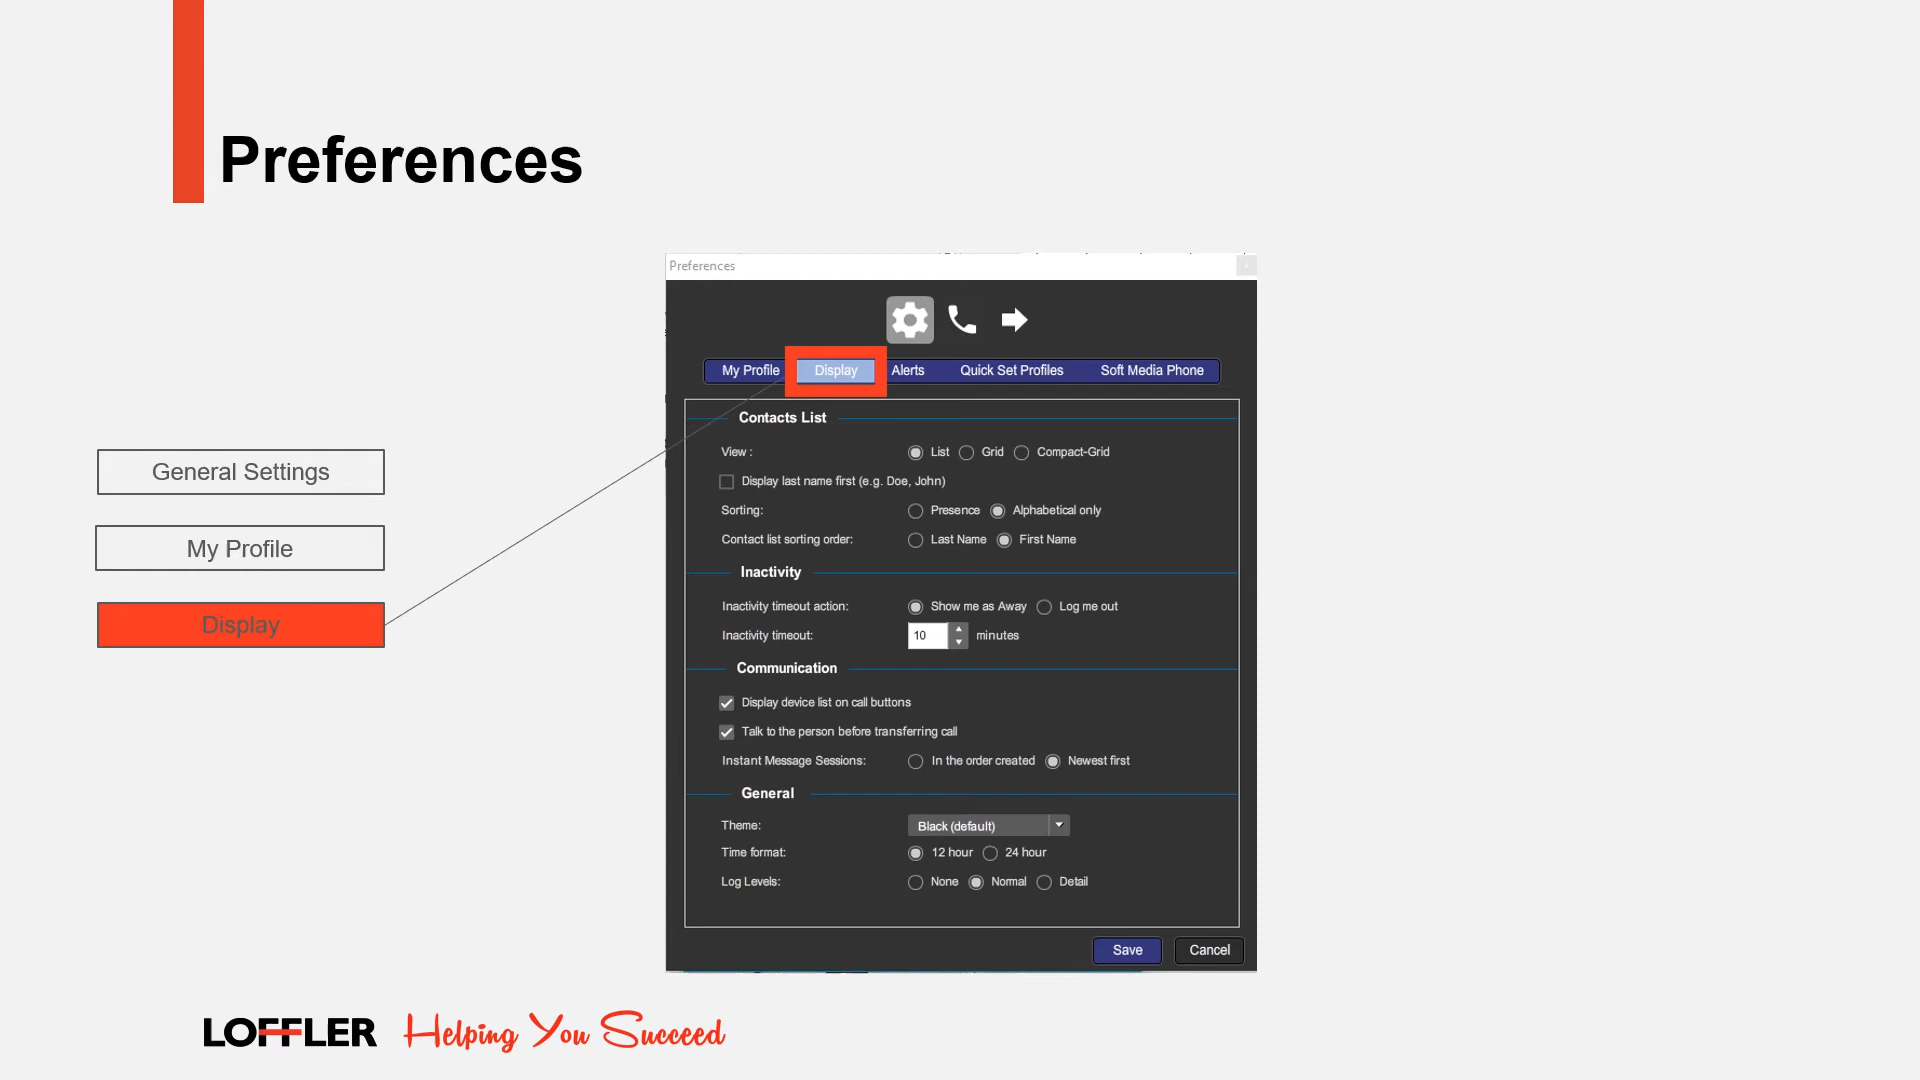 Preferences
Preferences
My Profile Display Alerts Quick Set Profiles Soft Media Phone
Contacts List
View : List Grid Compact-Grid
Display last name first (e.g. Doe, John)
Sorting: Presence Alphabetical only
Contact list sorting order: Last Name First Name
Inactivity
Inactivity timeout action: Show me as Away Log me out
Inactivity timeout: 10 minutes
Communication
Display device list on call buttons
Talk to the person before transferring call
Instant Message Sessions: In the order created Newest first
General
Theme: Black (default)
Time format: 12 hour 24 hour
Log Levels: None Normal Detail
Save Cancel
General Settings
My Profile
Display
LOFFLER Helping You Succeed